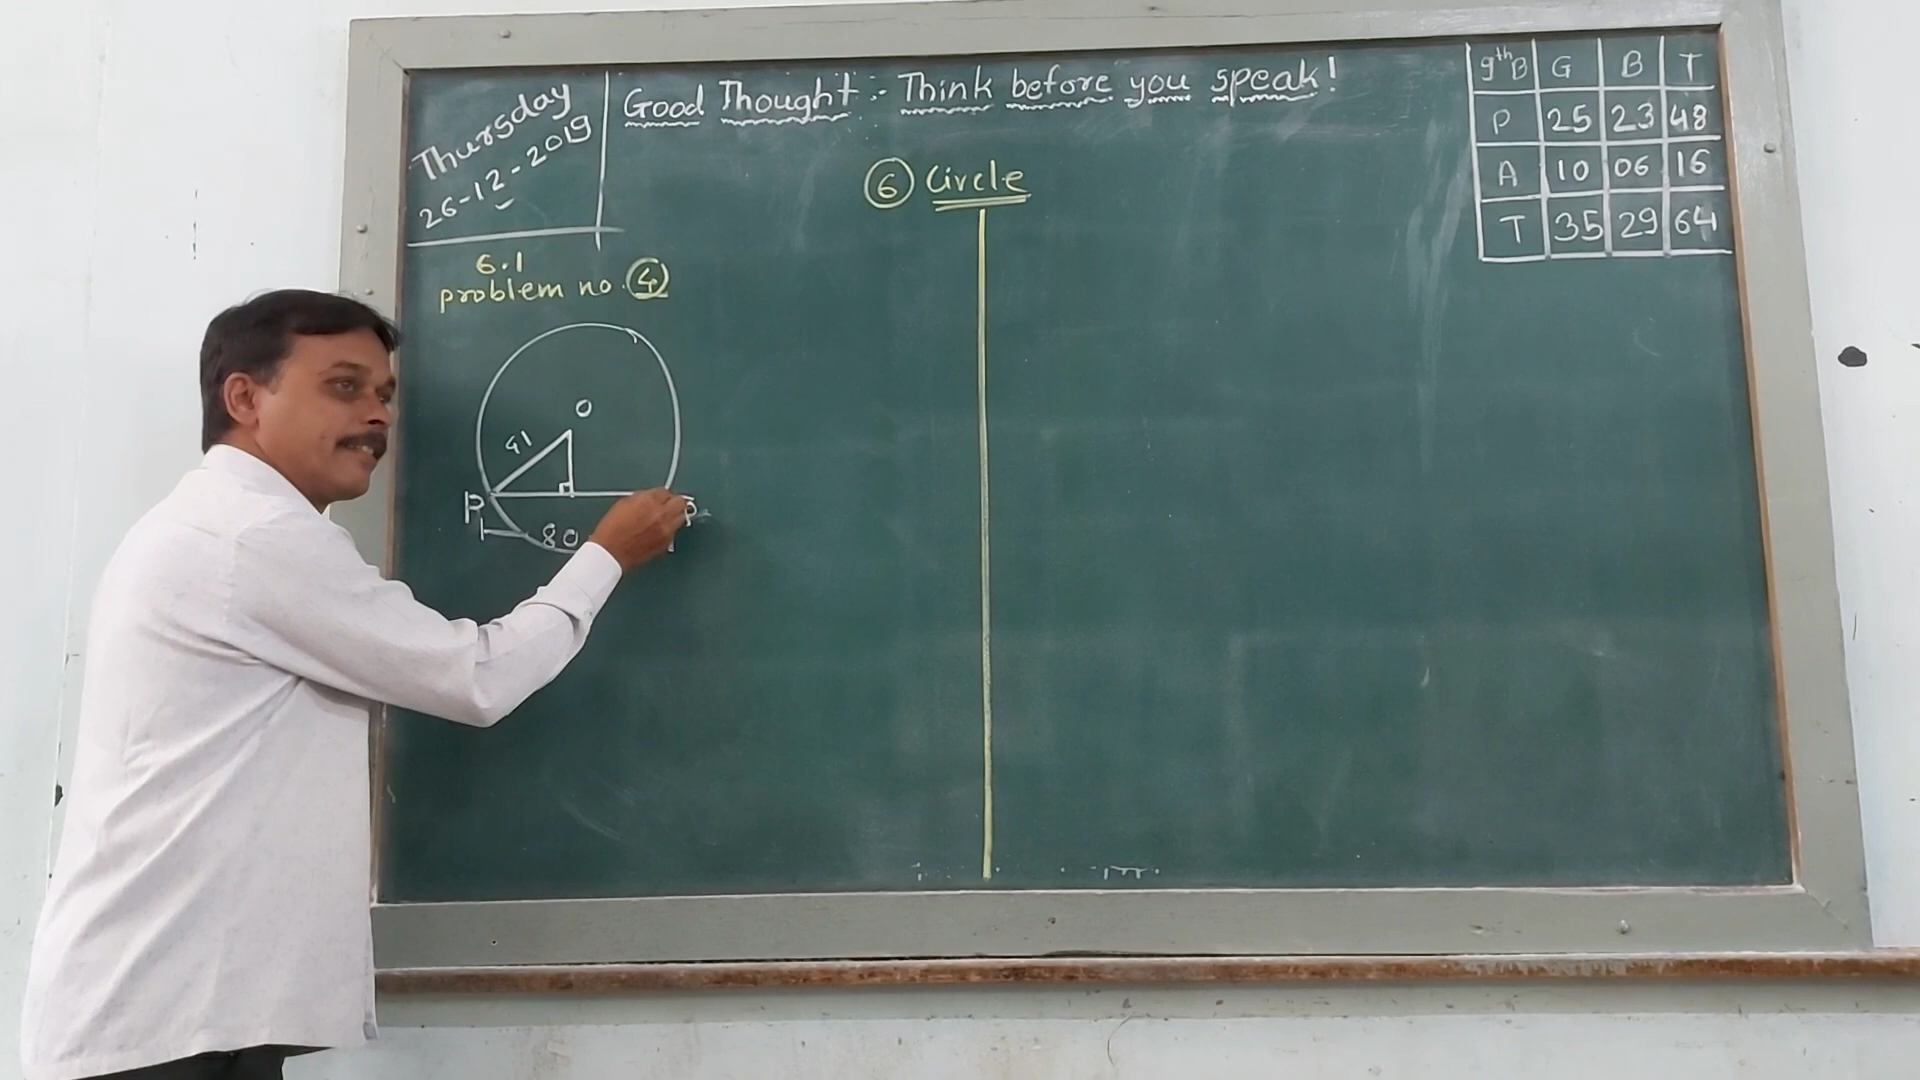 Thursday
26-12-2019
Good Thought :- Think before you speak!
9th B G B T
P 25 23 48
A 10 06 16
T 35 29 64
6 Circle
6.1
problem no. 4
O
41
P
80